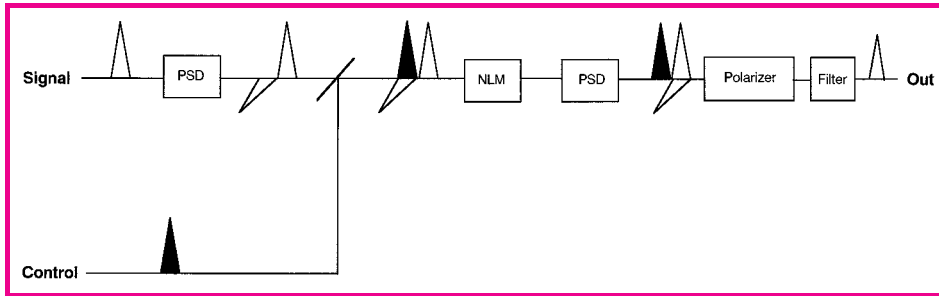 Signal
PSD
NLM
PSD
Polarizer
Filter
Out
Control